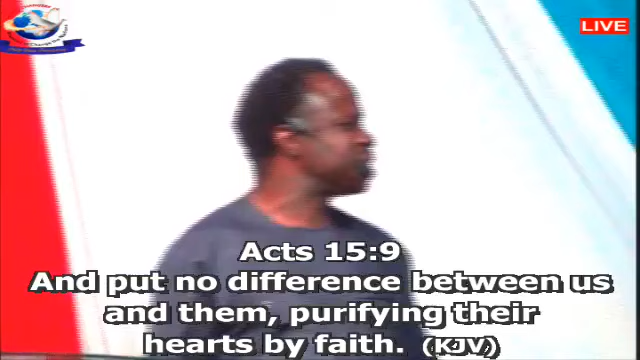 LIVE
Acts 15:9
And put no difference between us
and them, purifying their
hearts by faith. (KJV)